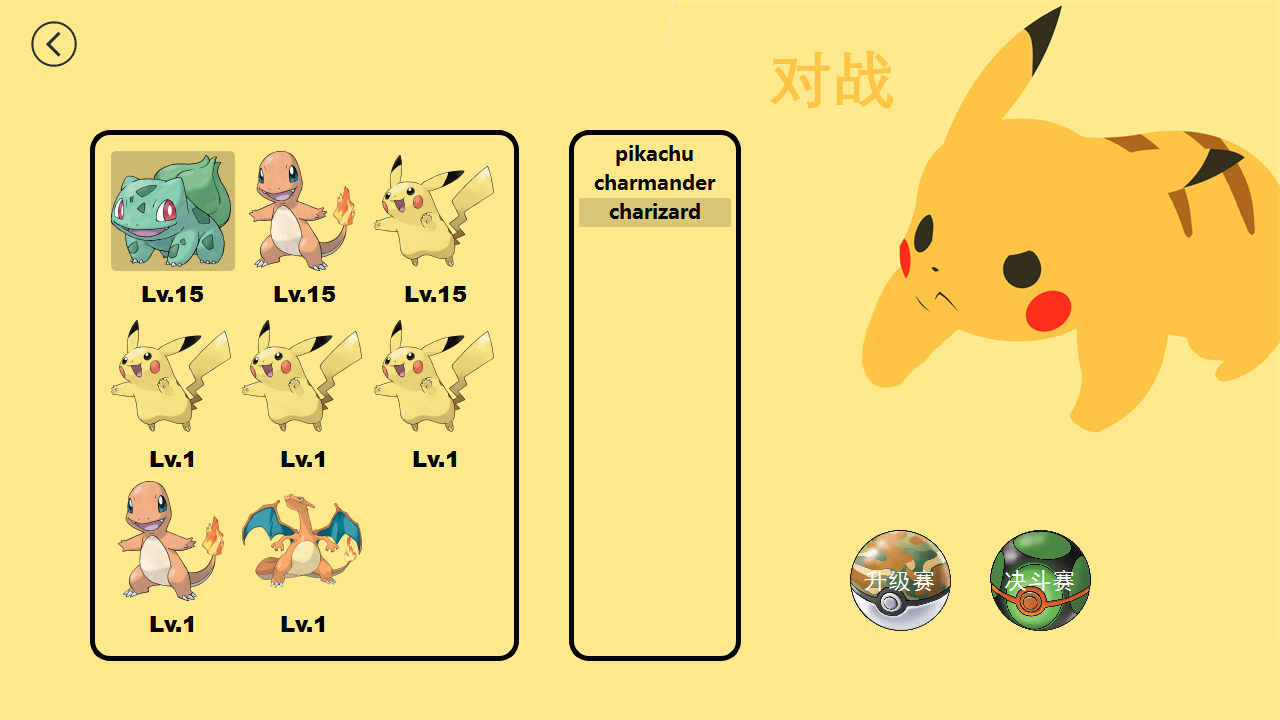 对战
Lv.15 Lv.15 Lv.15
Lv.1 Lv.1 Lv.1
Lv.1 Lv.1
pikachu
charmander
charizard
升级赛
决斗赛